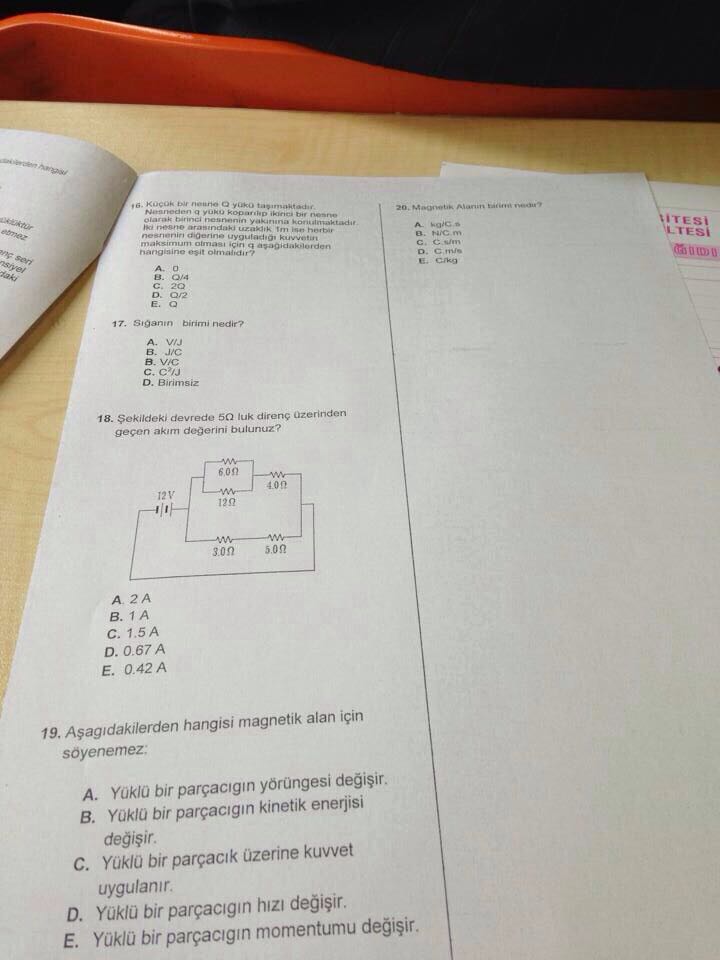 dakilerden hangisi
üklüktür
etmez
enç seri
nsiyel
daki
16. Küçük bir nesne Q yükü taşımaktadır.
Nesneden q yükü koparılıp ikinci bir nesne
olarak birinci nesnenin yakınına konulmaktadır.
İki nesne arasındaki uzaklık 1m ise herbir
nesnenin diğerine uyguladığı kuvvetin
maksimum olması için q aşağıdakilerden
hangisine eşit olmalıdır?
A. 0
B. Q/4
C. 2Q
D. Q/2
E. Q
17. Sığanın birimi nedir?
A. V/J
B. J/C
B. V/C
C. C²/J
D. Birimsiz
18. Şekildeki devrede 5Ω luk direnç üzerinden
geçen akım değerini bulunuz?
6.0Ω
4.0Ω
12V
12Ω
3.0Ω 5.0Ω
A. 2 A
B. 1 A
C. 1.5 A
D. 0.67 A
E. 0.42 A
19. Aşagıdakilerden hangisi magnetik alan için
söyenemez:
A. Yüklü bir parçacıgın yörüngesi değişir.
B. Yüklü bir parçacıgın kinetik enerjisi
değişir.
C. Yüklü bir parçacık üzerine kuvvet
uygulanır.
D. Yüklü bir parçacıgın hızı değişir.
E. Yüklü bir parçacıgın momentumu değişir.
20. Magnetik Alanın birimi nedir?
A. kg/C.s
B. N/C.m
C. C.s/m
D. C.m/s
E. C/kg
SİTESİ
LTESİ
ĞIDI